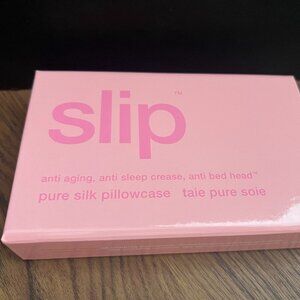 slip™
anti aging, anti sleep crease, anti bed head™
pure silk pillowcase taie pure soie